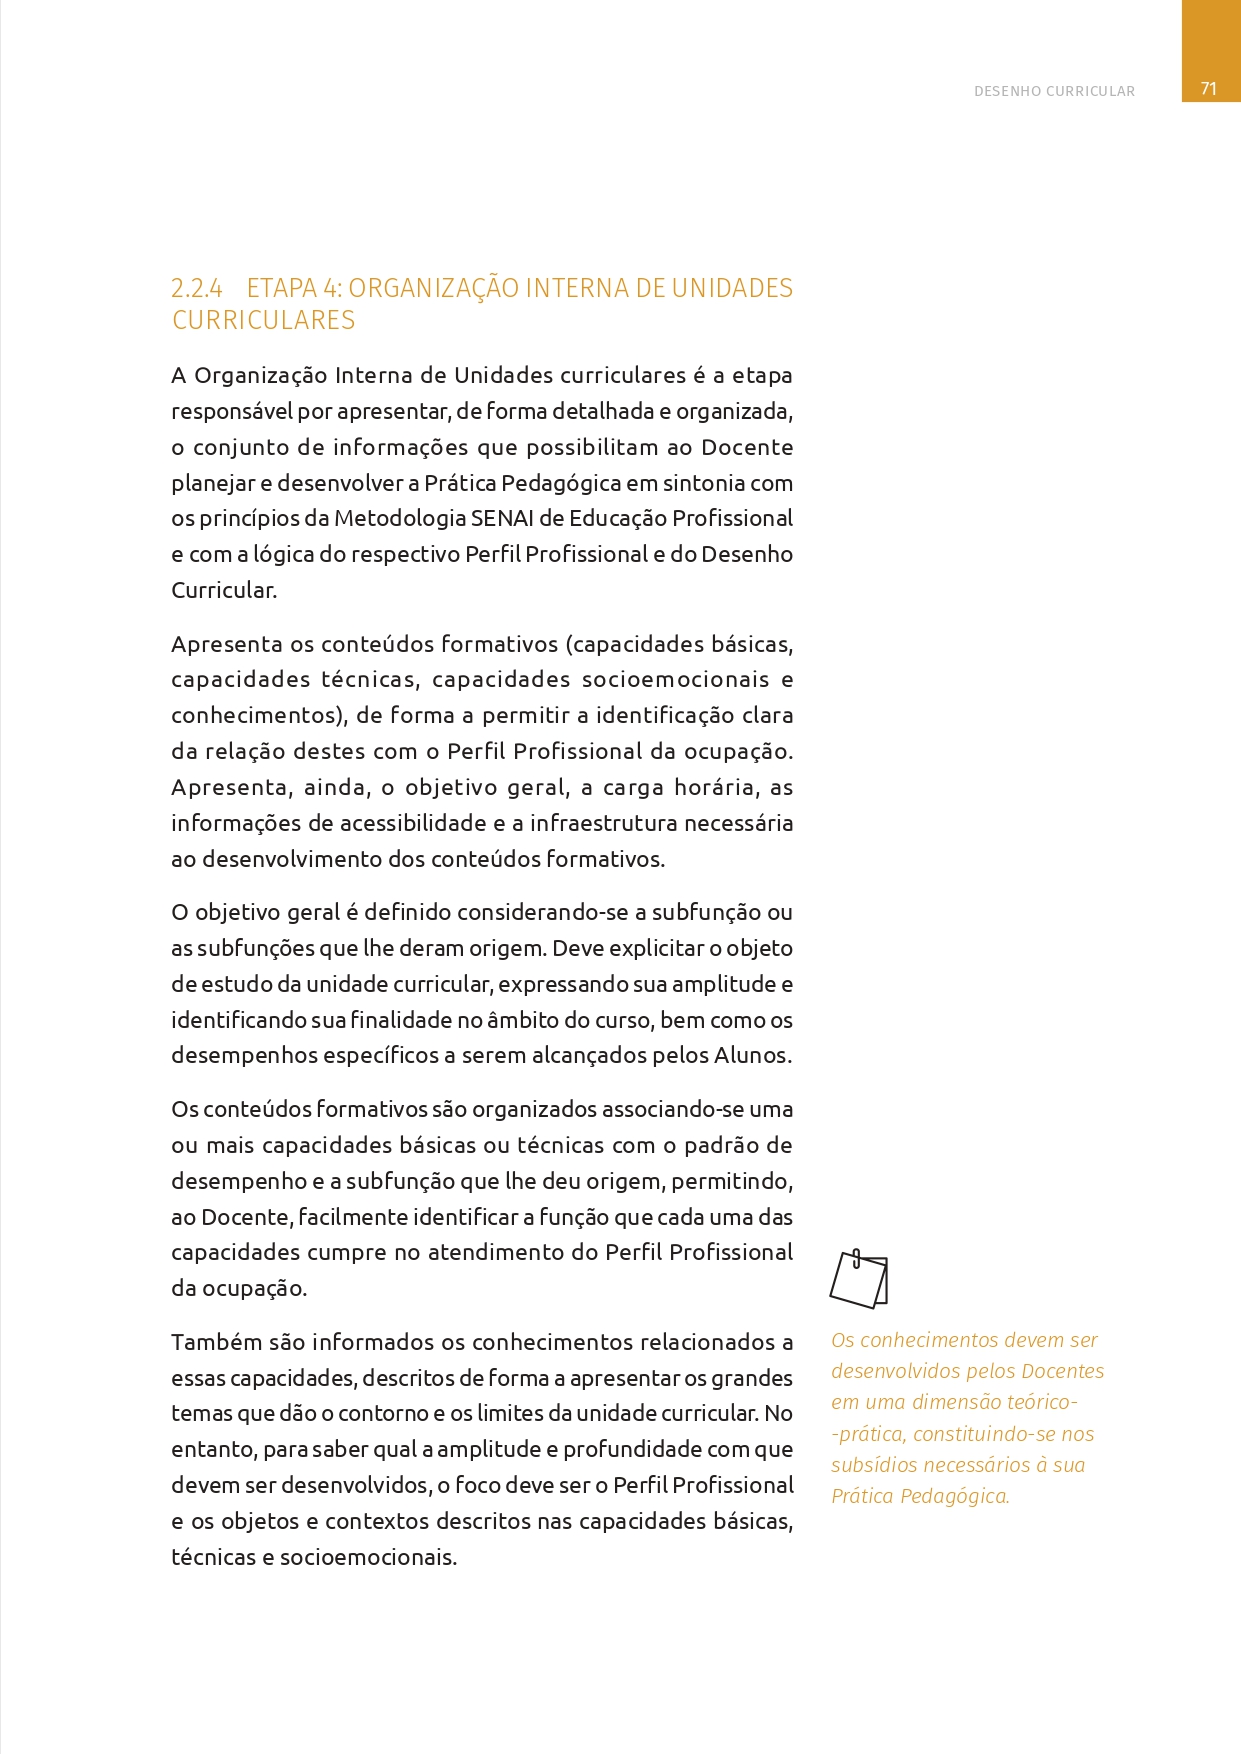 DESENHO CURRICULAR
71
2.2.4 ETAPA 4: ORGANIZAÇÃO INTERNA DE UNIDADES
CURRICULARES
A Organização Interna de Unidades curriculares é a etapa
responsável por apresentar, de forma detalhada e organizada,
o conjunto de informações que possibilitam ao Docente
planejar e desenvolver a Prática Pedagógica em sintonia com
os princípios da Metodologia SENAI de Educação Profissional
e com a lógica do respectivo Perfil Profissional e do Desenho
Curricular.
Apresenta os conteúdos formativos (capacidades básicas,
capacidades técnicas, capacidades socioemocionais e
conhecimentos), de forma a permitir a identificação clara
da relação destes com o Perfil Profissional da ocupação.
Apresenta, ainda, o objetivo geral, a carga horária, as
informações de acessibilidade e a infraestrutura necessária
ao desenvolvimento dos conteúdos formativos.
O objetivo geral é definido considerando-se a subfunção ou
as subfunções que lhe deram origem. Deve explicitar o objeto
de estudo da unidade curricular, expressando sua amplitude e
identificando sua finalidade no âmbito do curso, bem como os
desempenhos específicos a serem alcançados pelos Alunos.
Os conteúdos formativos são organizados associando-se uma
ou mais capacidades básicas ou técnicas com o padrão de
desempenho e a subfunção que lhe deu origem, permitindo,
ao Docente, facilmente identificar a função que cada uma das
capacidades cumpre no atendimento do Perfil Profissional
da ocupação.
Também são informados os conhecimentos relacionados a
essas capacidades, descritos de forma a apresentar os grandes
temas que dão o contorno e os limites da unidade curricular. No
entanto, para saber qual a amplitude e profundidade com que
devem ser desenvolvidos, o foco deve ser o Perfil Profissional
e os objetos e contextos descritos nas capacidades básicas,
técnicas e socioemocionais.
Os conhecimentos devem ser
desenvolvidos pelos Docentes
em uma dimensão teórico-
-prática, constituindo-se nos
subsídios necessários à sua
Prática Pedagógica.